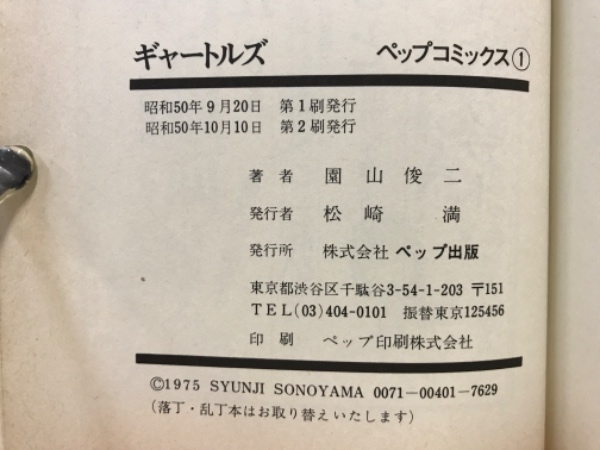 ギャートルズ ペップコミックス①
昭和50年9月20日 第1刷発行
昭和50年10月10日 第2刷発行
著者 園山俊二
発行者 松崎 満
発行所 株式会社 ペップ出版
東京都渋谷区千駄谷3-54-1-203 〒151
TEL(03)404-0101 振替東京125456
印刷 ペップ印刷株式会社
©1975 SYUNJI SONOYAMA 0071-00401-7629
(落丁・乱丁本はお取り替えいたします)